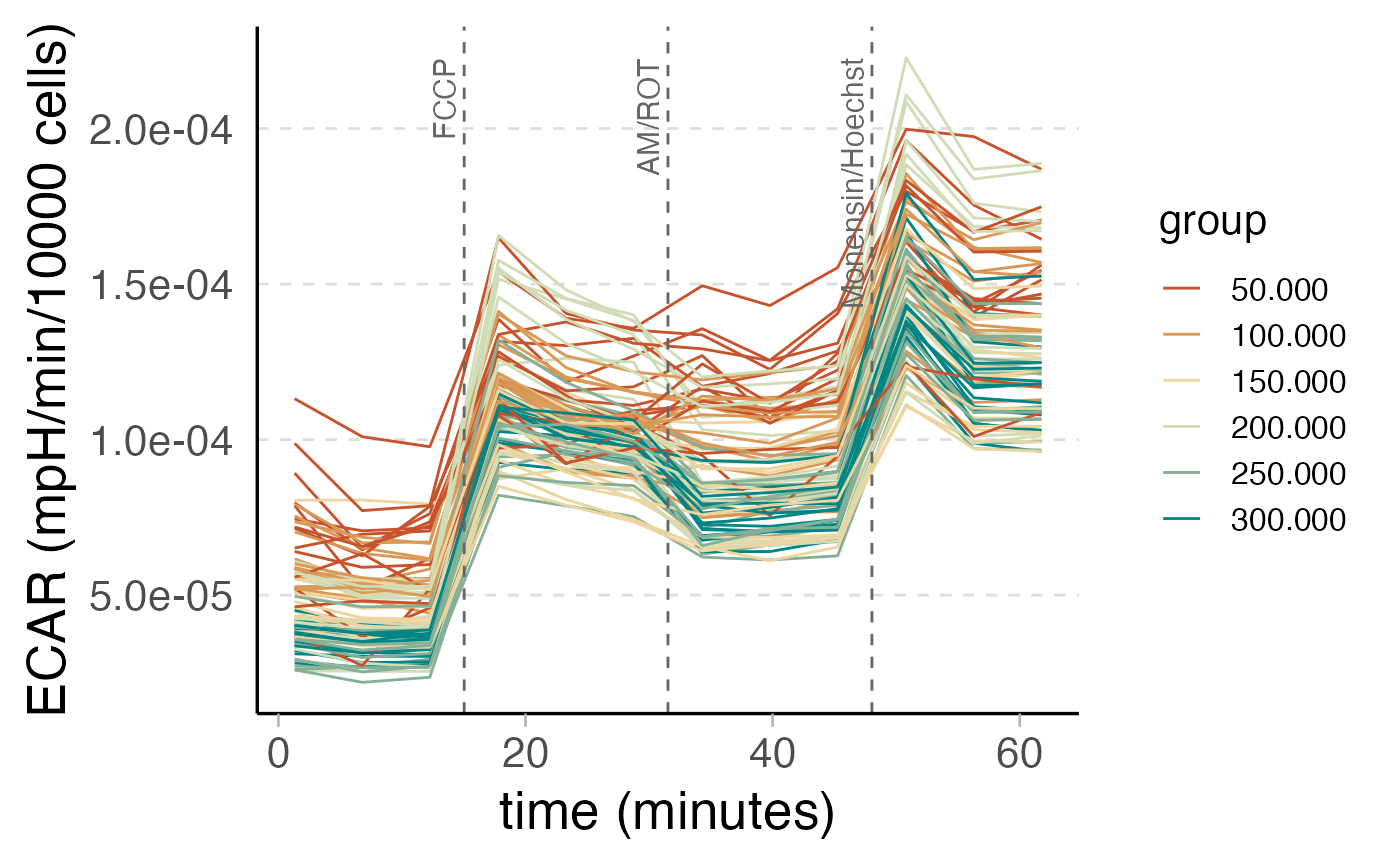 ECAR (mpH/min/10000 cells)
2.0e-04
1.5e-04
1.0e-04
5.0e-05
FCCP
AM/ROT
Monensin/Hoechst
0
20
40
60
time (minutes)
group
50.000
100.000
150.000
200.000
250.000
300.000